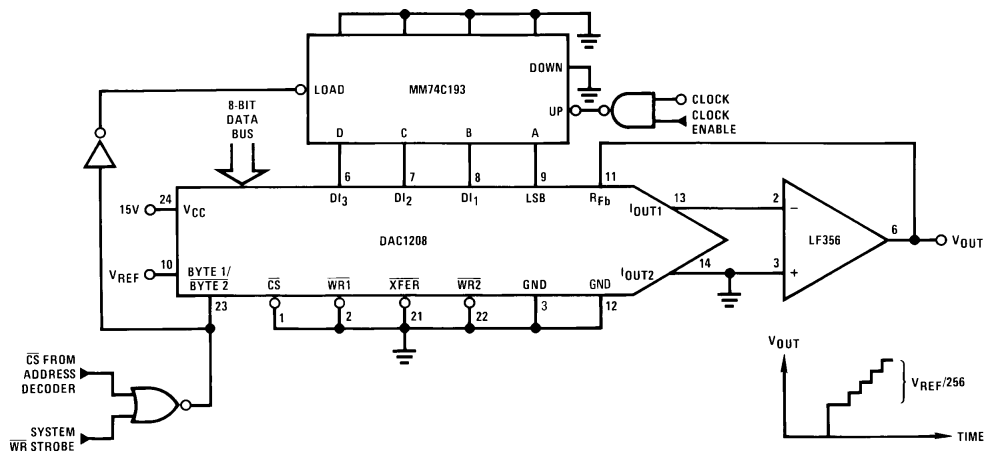 MM74C193
LOAD
DOWN
UP
D
C
B
A
CLOCK
CLOCK
ENABLE
8-BIT
DATA
BUS
6
7
8
9
11
DI3
DI2
DI1
LSB
RFb
24
15V
VCC
DAC1208
IOUT1
13
10
VREF
BYTE 1/
BYTE 2
IOUT2
14
CS
WR1
XFER
WR2
GND
GND
23
1
2
21
22
3
12
2
−
LF356
6
VOUT
3
+
CS FROM
ADDRESS
DECODER
SYSTEM
WR STROBE
VOUT
VREF/256
TIME